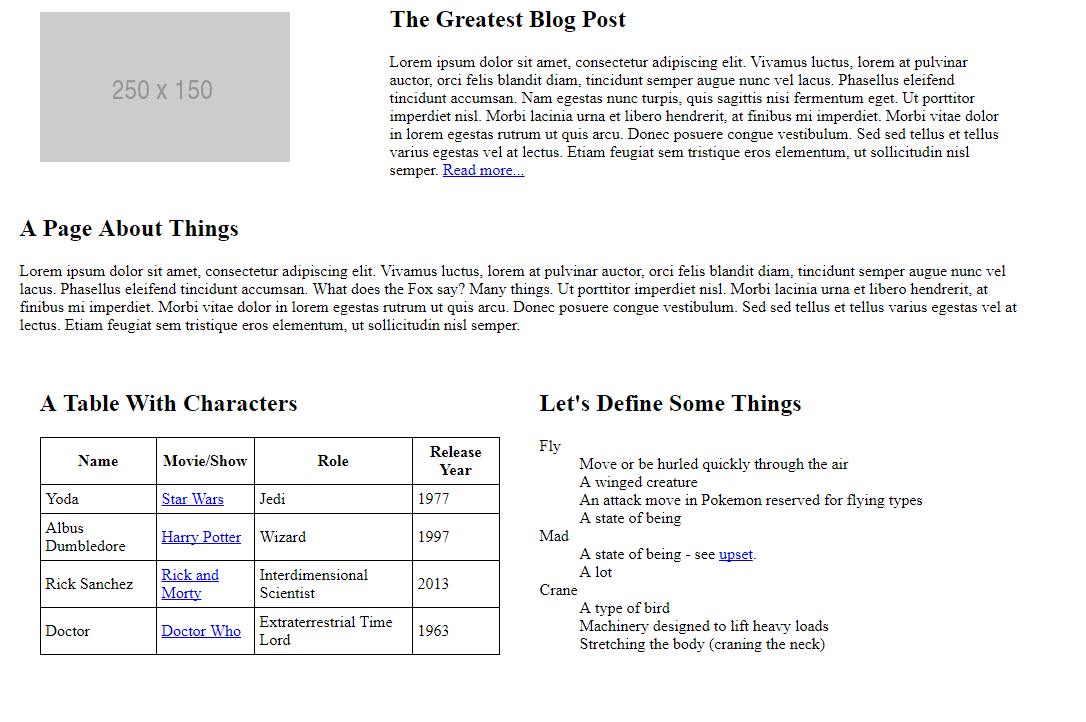 250 x 150
The Greatest Blog Post
Lorem ipsum dolor sit amet, consectetur adipiscing elit. Vivamus luctus, lorem at pulvinar
auctor, orci felis blandit diam, tincidunt semper augue nunc vel lacus. Phasellus eleifend
tincidunt accumsan. Nam egestas nunc turpis, quis sagittis nisi fermentum eget. Ut porttitor
imperdiet nisl. Morbi lacinia urna et libero hendrerit, at finibus mi imperdiet. Morbi vitae dolor
in lorem egestas rutrum ut quis arcu. Donec posuere congue vestibulum. Sed sed tellus et tellus
varius egestas vel at lectus. Etiam feugiat sem tristique eros elementum, ut sollicitudin nisl
semper. Read more...
A Page About Things
Lorem ipsum dolor sit amet, consectetur adipiscing elit. Vivamus luctus, lorem at pulvinar auctor, orci felis blandit diam, tincidunt semper augue nunc vel
lacus. Phasellus eleifend tincidunt accumsan. What does the Fox say? Many things. Ut porttitor imperdiet nisl. Morbi lacinia urna et libero hendrerit, at
finibus mi imperdiet. Morbi vitae dolor in lorem egestas rutrum ut quis arcu. Donec posuere congue vestibulum. Sed sed tellus et tellus varius egestas vel at
lectus. Etiam feugiat sem tristique eros elementum, ut sollicitudin nisl semper.
A Table With Characters
Name Movie/Show Role Release
Year
Yoda Star Wars Jedi 1977
Albus
Dumbledore Harry Potter Wizard 1997
Rick Sanchez Rick and
Morty Interdimensional
Scientist 2013
Doctor Doctor Who Extraterrestrial Time
Lord 1963
Let's Define Some Things
Fly
Move or be hurled quickly through the air
A winged creature
An attack move in Pokemon reserved for flying types
A state of being
Mad
A state of being - see upset.
A lot
Crane
A type of bird
Machinery designed to lift heavy loads
Stretching the body (craning the neck)